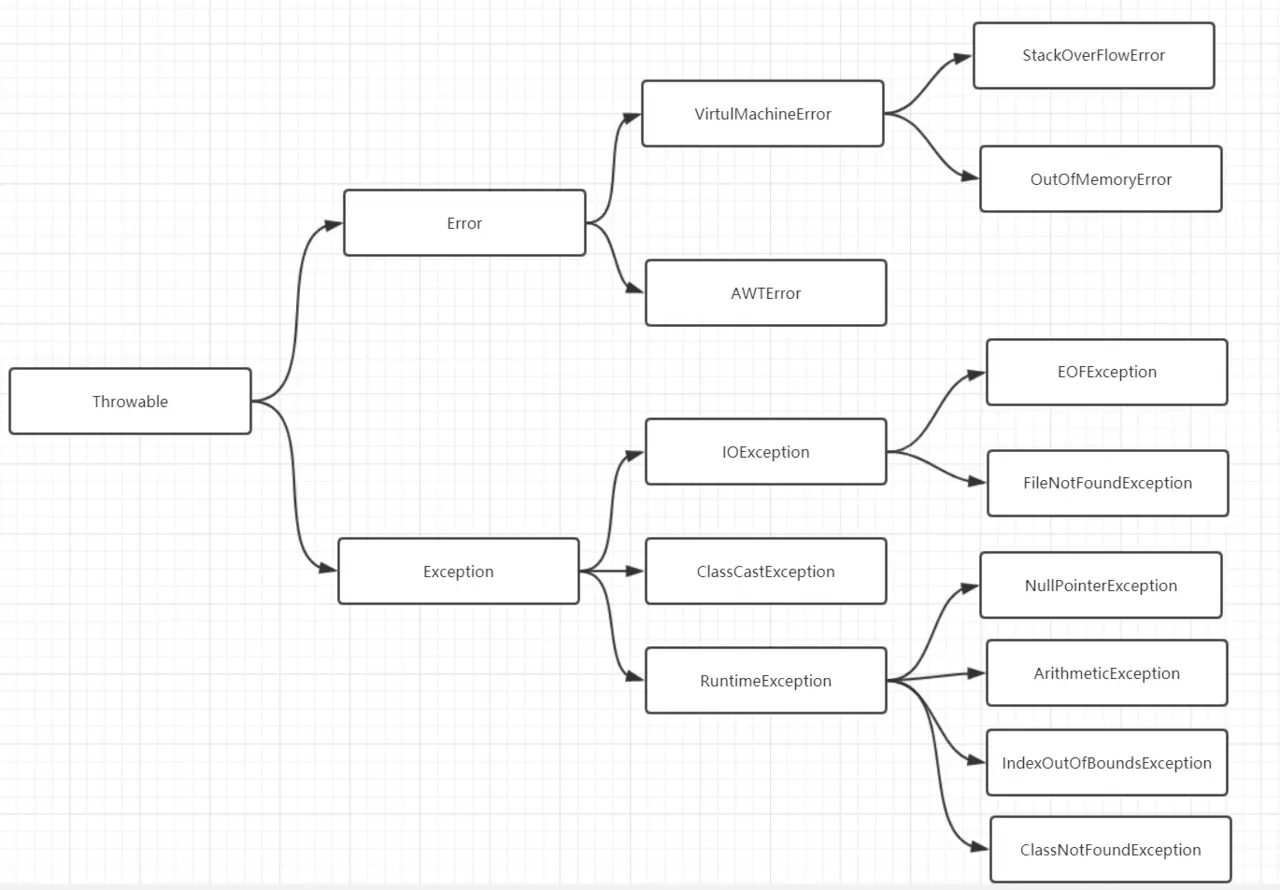 StackOverFlowError
VirtulMachineError
OutOfMemoryError
Error
AWTError
Throwable
EOFException
IOException
FileNotFoundException
Exception
ClassCastException
NullPointerException
RuntimeException
ArithmeticException
IndexOutOfBoundsException
ClassNotFoundException